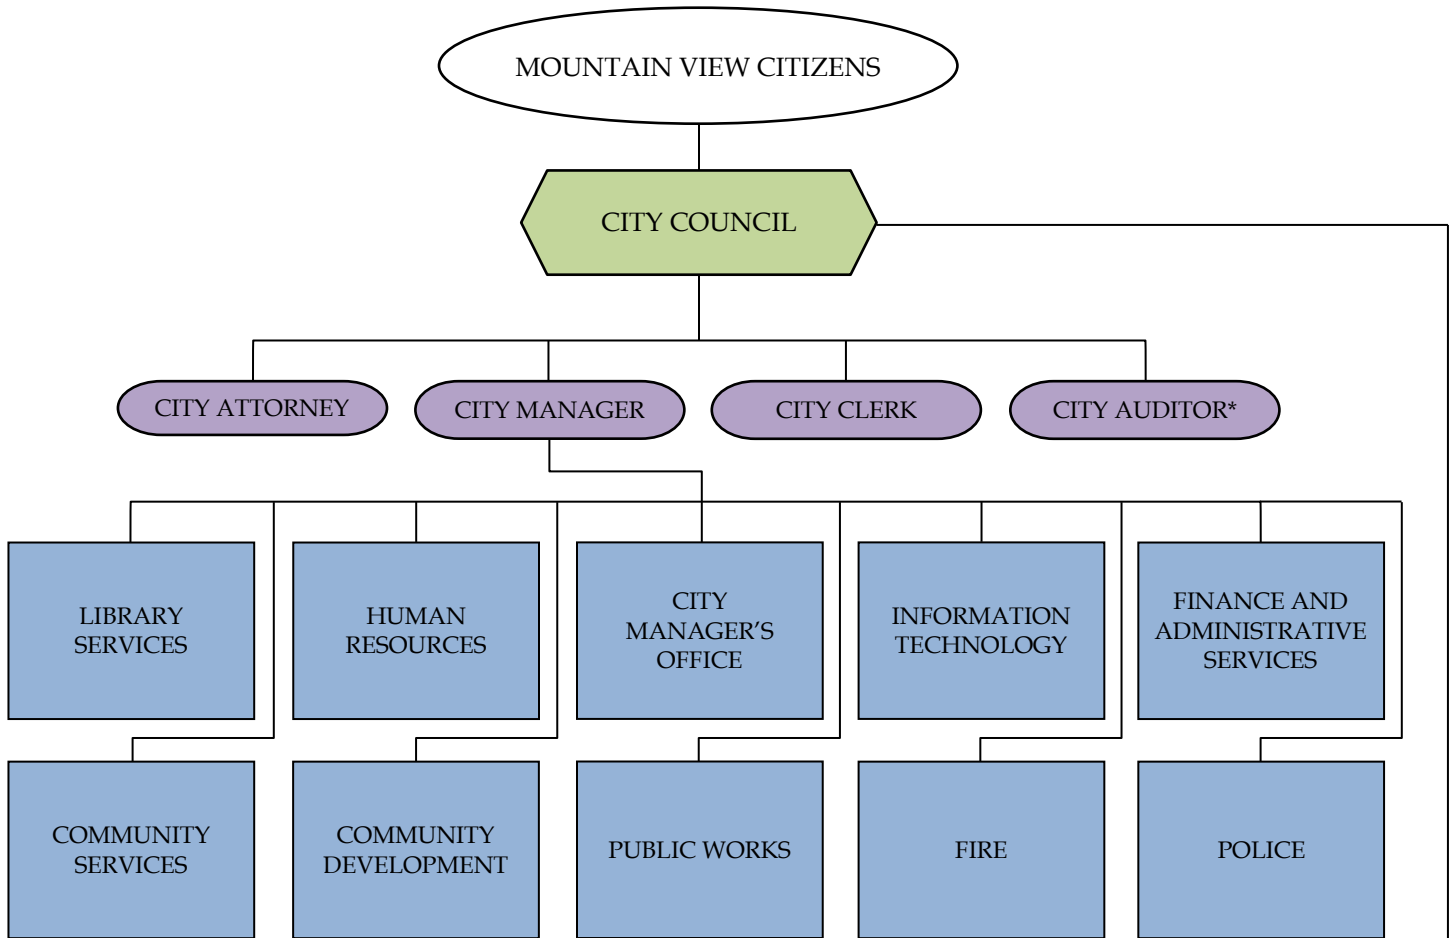 MOUNTAIN VIEW CITIZENS
CITY COUNCIL
CITY ATTORNEY
CITY MANAGER
CITY CLERK
CITY AUDITOR*
LIBRARY
SERVICES
HUMAN
RESOURCES
CITY
MANAGER’S
OFFICE
INFORMATION
TECHNOLOGY
FINANCE AND
ADMINISTRATIVE
SERVICES
COMMUNITY
SERVICES
COMMUNITY
DEVELOPMENT
PUBLIC WORKS
FIRE
POLICE